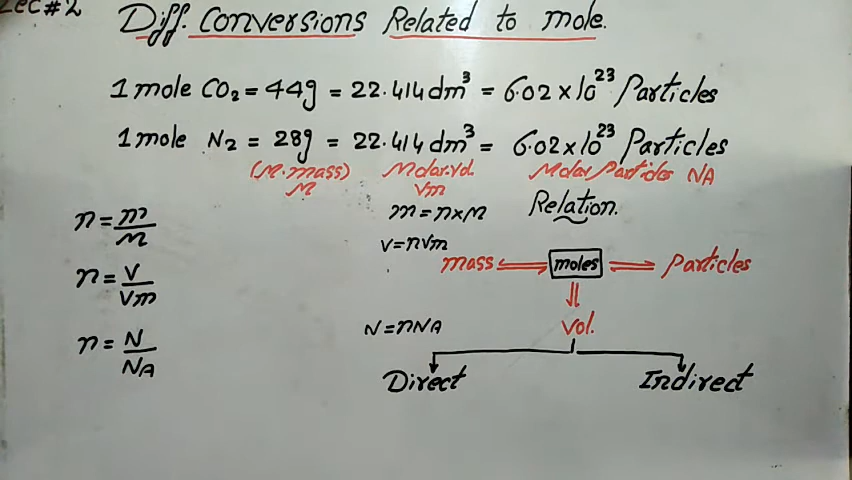 Lec#2
Diff. Conversions Related to mole.
1 mole CO₂ = 44g = 22.414 dm³ = 6.02 x 10²³ Particles
1 mole N₂ = 28g = 22.414 dm³ = 6.02 x 10²³ Particles
(M.mass) Molar.vol. Molar Particles NA
M Vm
m = n x M Relation.
n = m/M
v = nVm
mass moles Particles
n = V/Vm
N = nNA vol.
n = N/NA
Direct Indirect